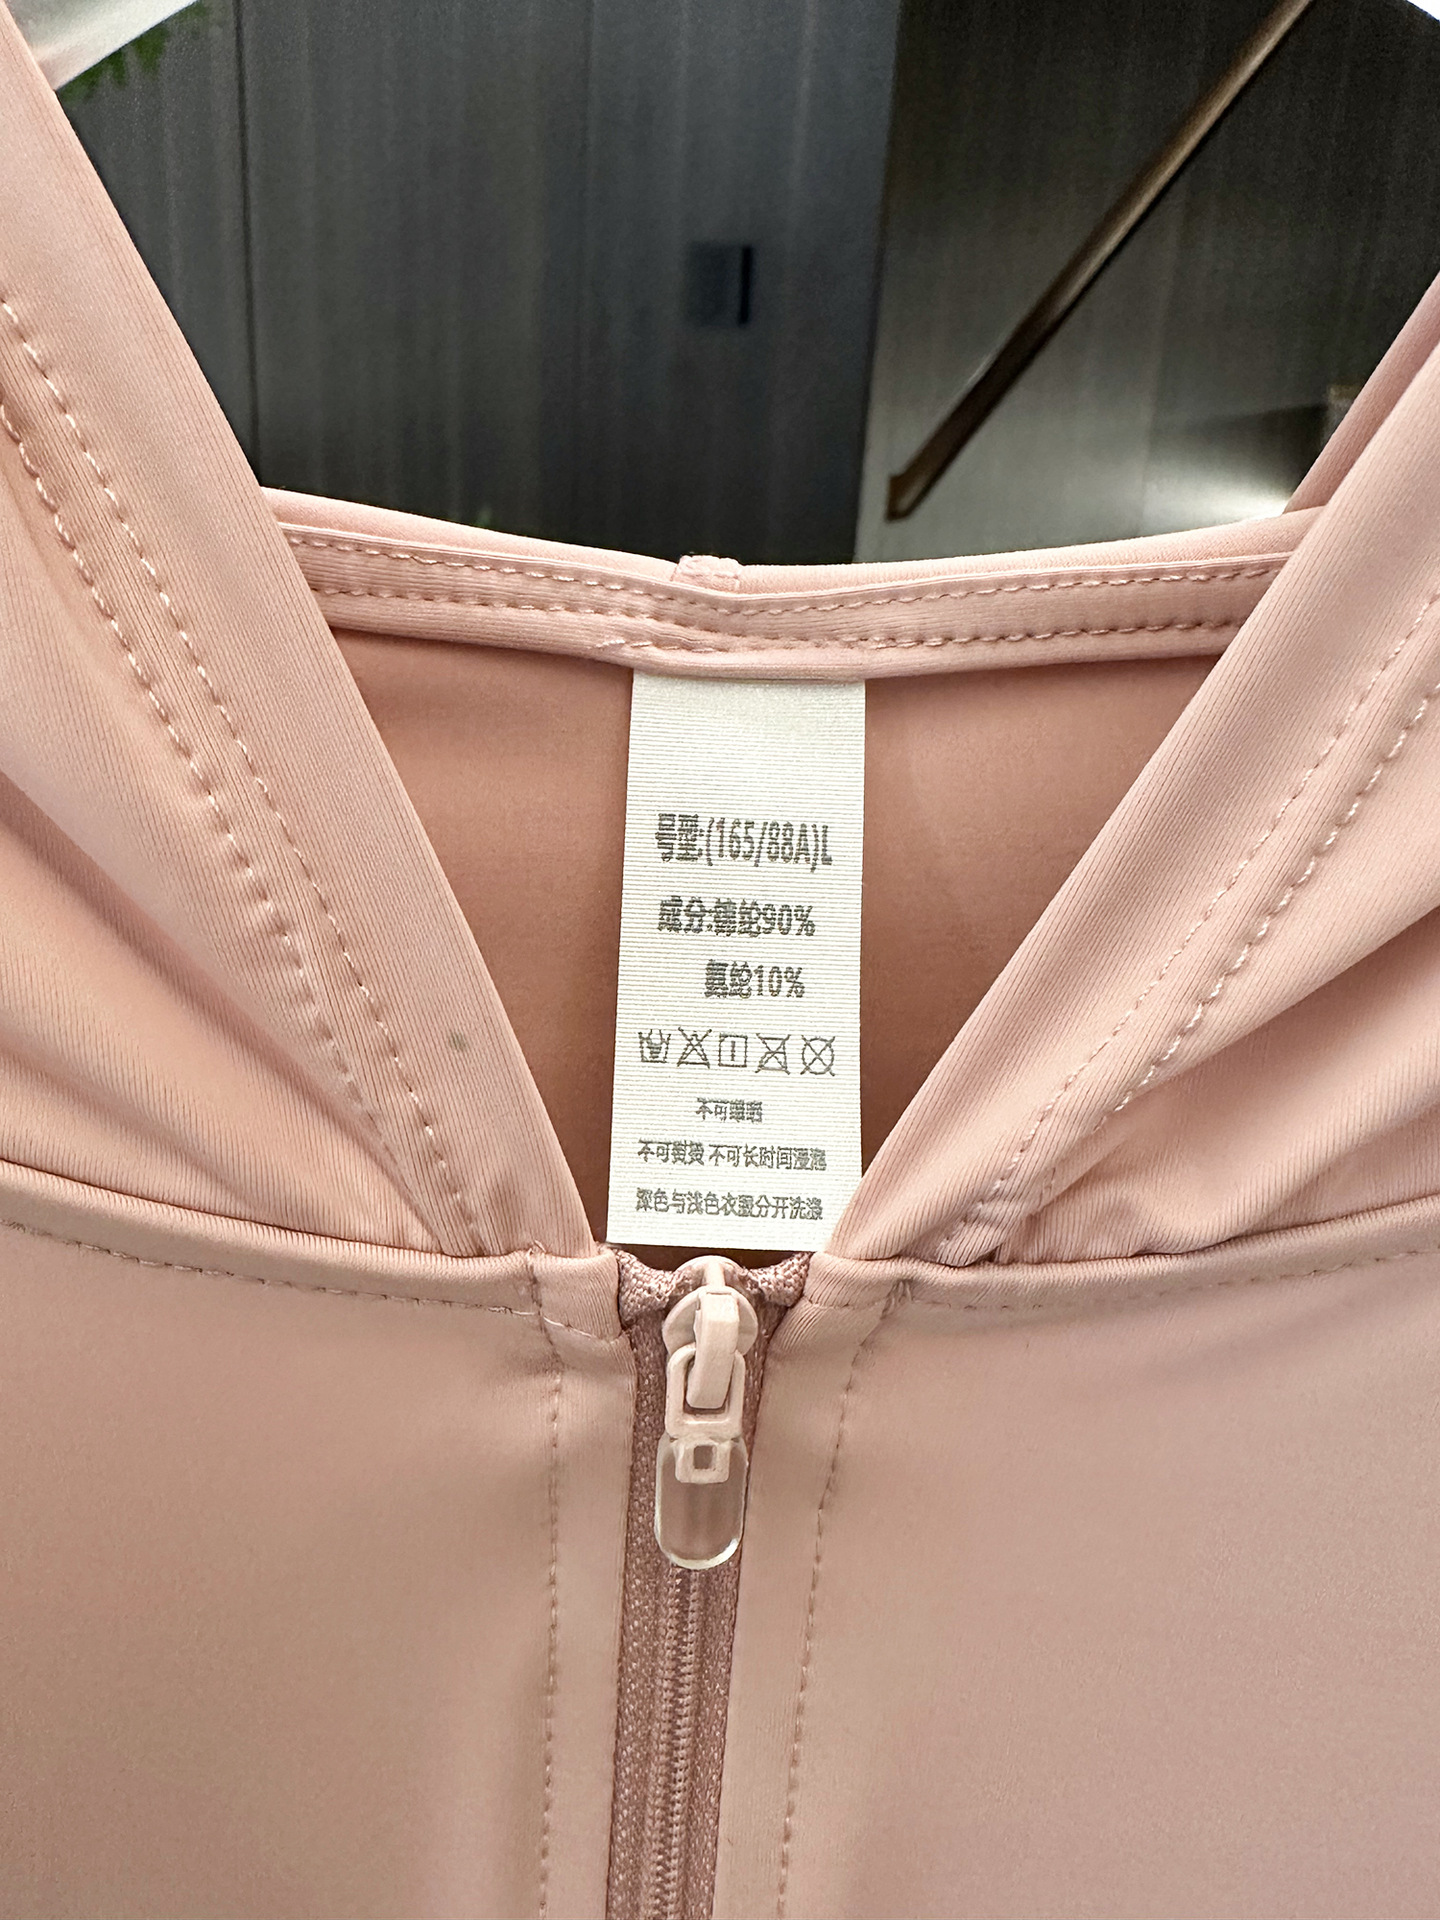 号型:(165/88A)L
成分:锦纶90%
氨纶10%
不可曝晒
不可熨烫 不可长时间浸泡
深色与浅色衣服分开洗涤